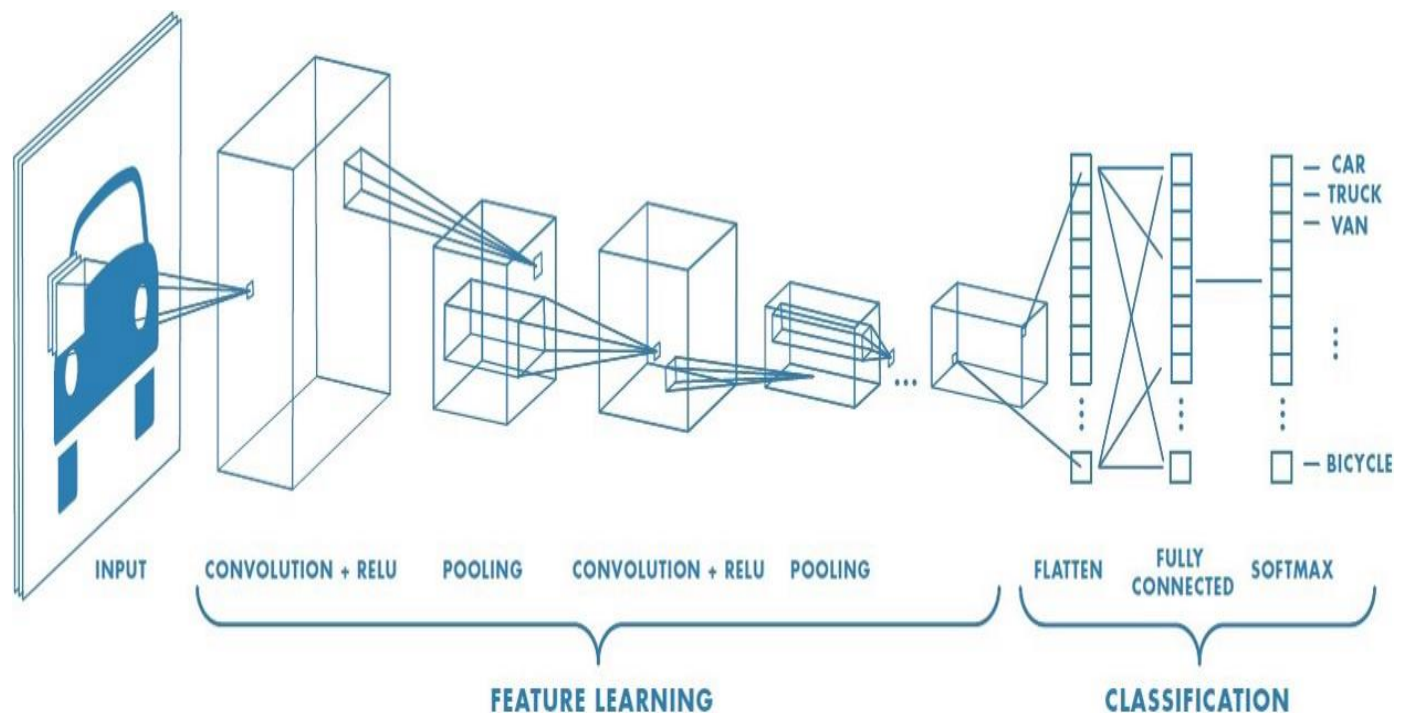 CAR
TRUCK
VAN
BICYCLE
INPUT
CONVOLUTION + RELU
POOLING
CONVOLUTION + RELU
POOLING
FLATTEN
FULLY
CONNECTED
SOFTMAX
FEATURE LEARNING
CLASSIFICATION